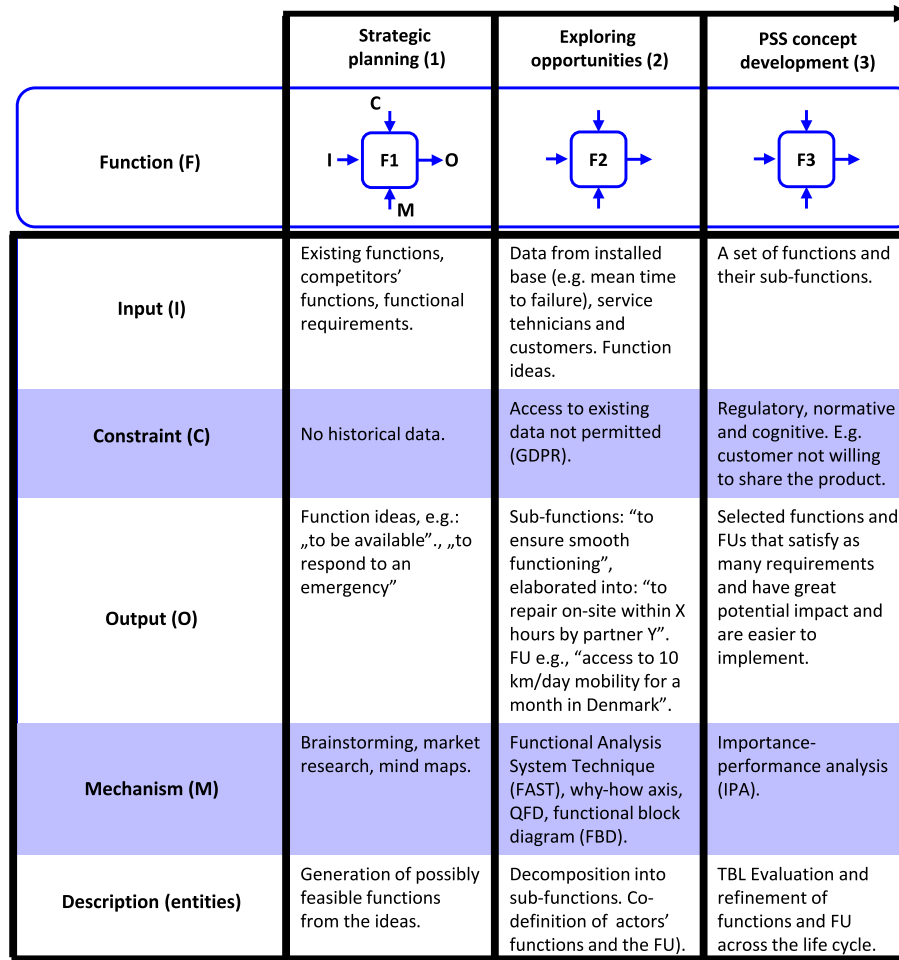 Strategic
planning (1)
Exploring
opportunities (2)
PSS concept
development (3)
Function (F)
C
I
F1
O
M
F2
F3
Input (I)
Existing functions,
competitors’
functions, functional
requirements.
Data from installed
base (e.g. mean time
to failure), service
tehnicians and
customers. Function
ideas.
A set of functions and
their sub-functions.
Constraint (C)
No historical data.
Access to existing
data not permitted
(GDPR).
Regulatory, normative
and cognitive. E.g.
customer not willing
to share the product.
Output (O)
Function ideas, e.g.:
„to be available”., „to
respond to an
emergency”
Sub-functions: “to
ensure smooth
functioning”,
elaborated into: “to
repair on-site within X
hours by partner Y”.
FU e.g., “access to 10
km/day mobility for a
month in Denmark”.
Selected functions and
FUs that satisfy as
many requirements
and have great
potential impact and
are easier to
implement.
Mechanism (M)
Brainstorming, market
research, mind maps.
Functional Analysis
System Technique
(FAST), why-how axis,
QFD, functional block
diagram (FBD).
Importance-
performance analysis
(IPA).
Description (entities)
Generation of possibly
feasible functions
from the ideas.
Decomposition into
sub-functions. Co-
definition of actors’
functions and the FU).
TBL Evaluation and
refinement of
functions and FU
across the life cycle.